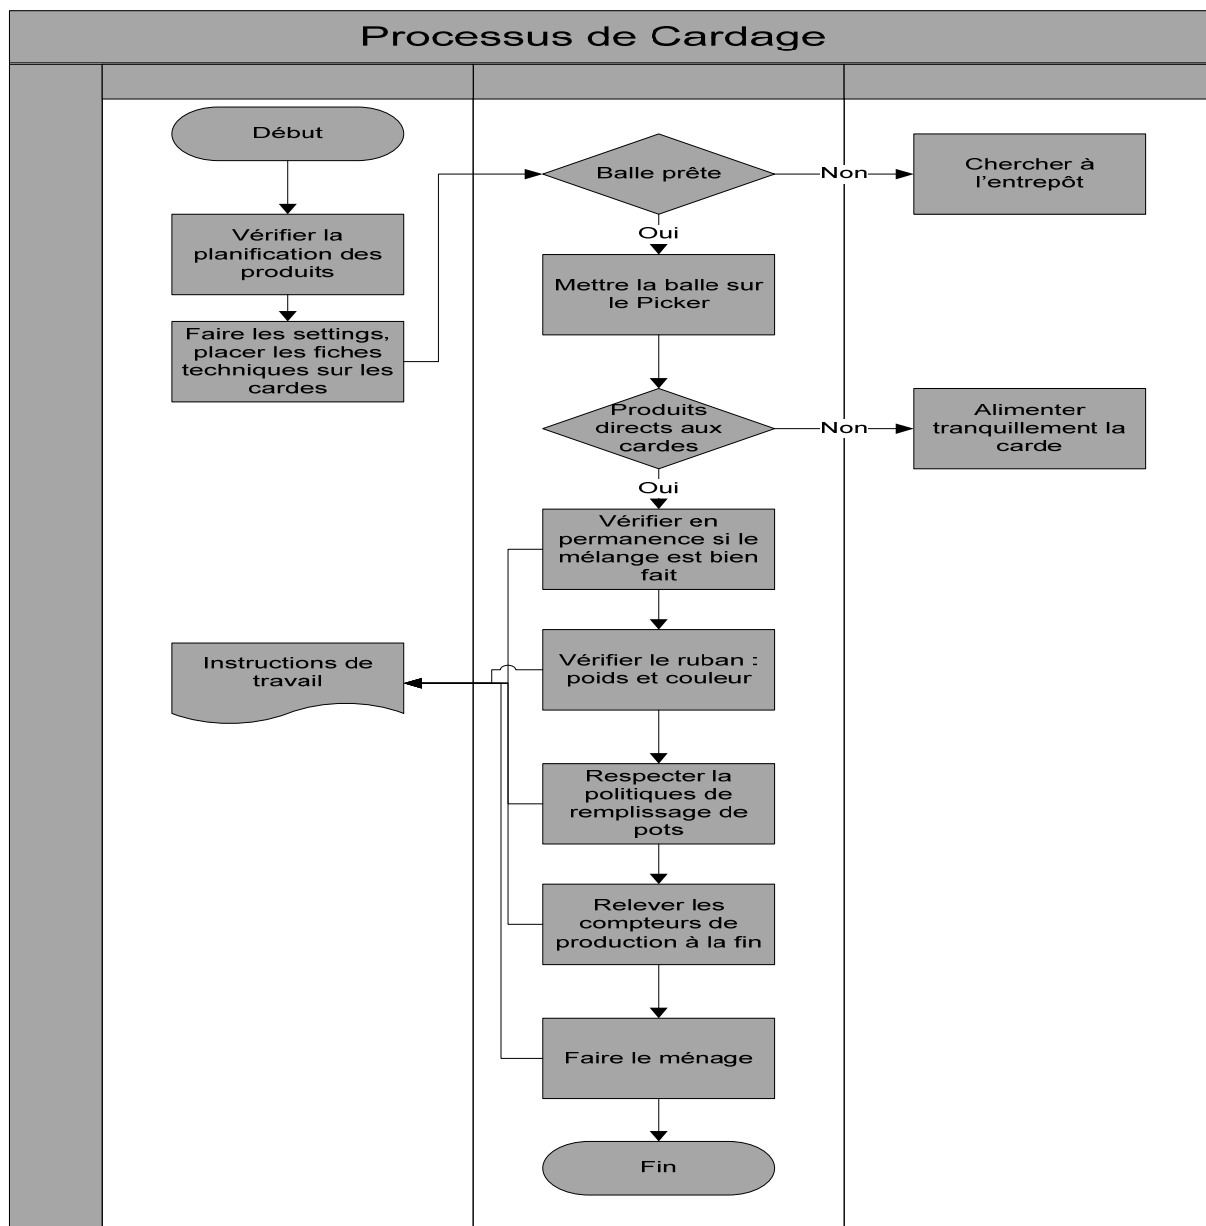 Processus de Cardage
Début
Vérifier la
planification des
produits
Faire les settings,
placer les fiches
techniques sur les
cardes
Balle prête
Non
Chercher à
l'entrepôt
Oui
Mettre la balle sur
le Picker
Produits
directs aux
cardes
Non
Alimenter
tranquillement la
carde
Oui
Vérifier en
permanence si le
mélange est bien
fait
Instructions de
travail
Vérifier le ruban :
poids et couleur
Respecter la
politiques de
remplissage de
pots
Relever les
compteurs de
production à la fin
Faire le ménage
Fin